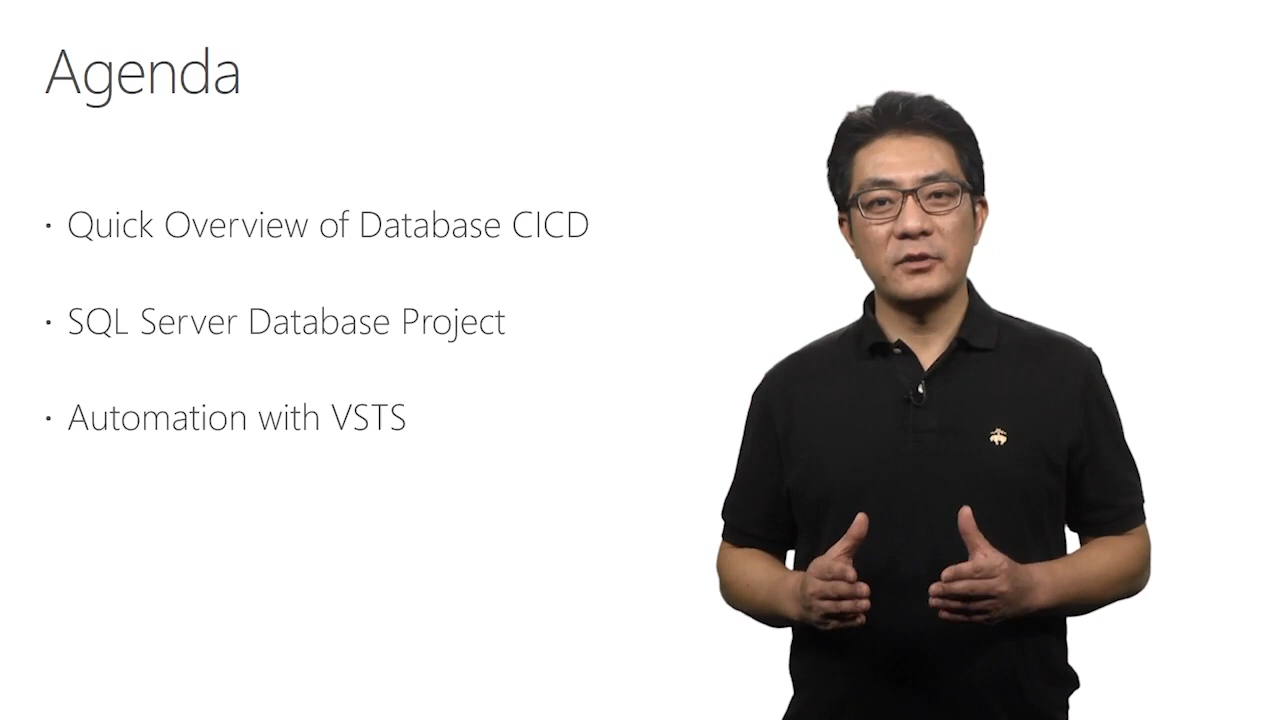 Agenda
· Quick Overview of Database CICD
· SQL Server Database Project
· Automation with VSTS